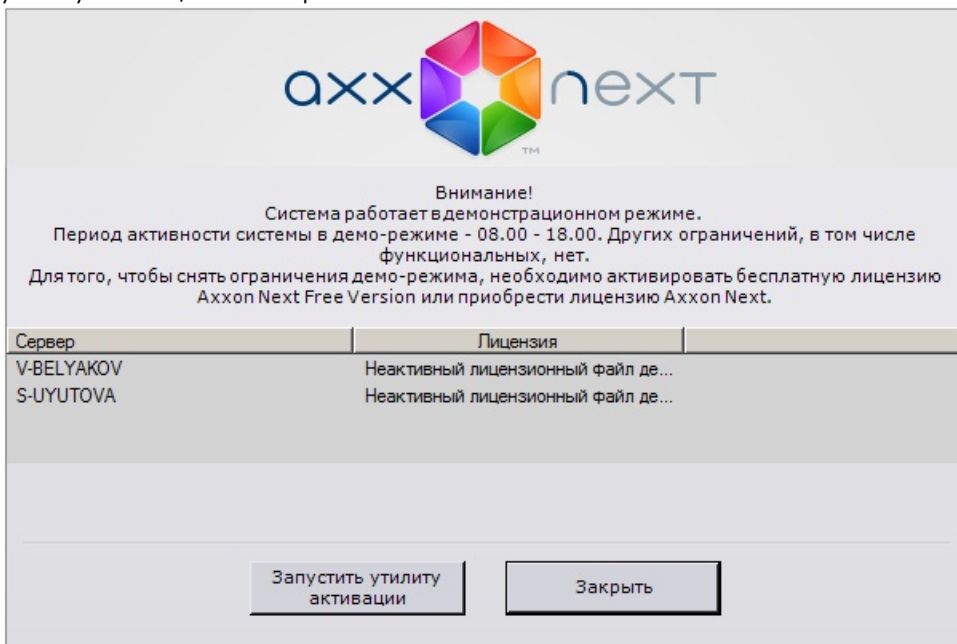 axx next
TM
Внимание!
Система работает в демонстрационном режиме.
Период активности системы в демо-режиме - 08.00 - 18.00. Других ограничений, в том числе
функциональных, нет.
Для того, чтобы снять ограничения демо-режима, необходимо активировать бесплатную лицензию
Axxon Next Free Version или приобрести лицензию Axxon Next.
Сервер Лицензия
V-BELYAKOV Неактивный лицензионный файл де...
S-UYUTOVA Неактивный лицензионный файл де...
Запустить утилиту
активации
Закрыть